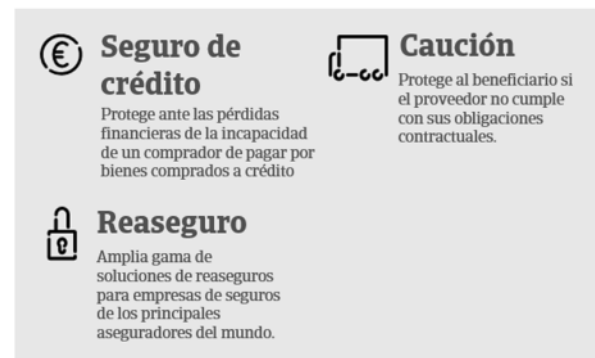 Seguro de
crédito
Protege ante las pérdidas
financieras de la incapacidad
de un comprador de pagar por
bienes comprados a crédito
Caución
Protege al beneficiario si
el proveedor no cumple
con sus obligaciones
contractuales.
Reaseguro
Amplia gama de
soluciones de reaseguros
para empresas de seguros
de los principales
aseguradores del mundo.